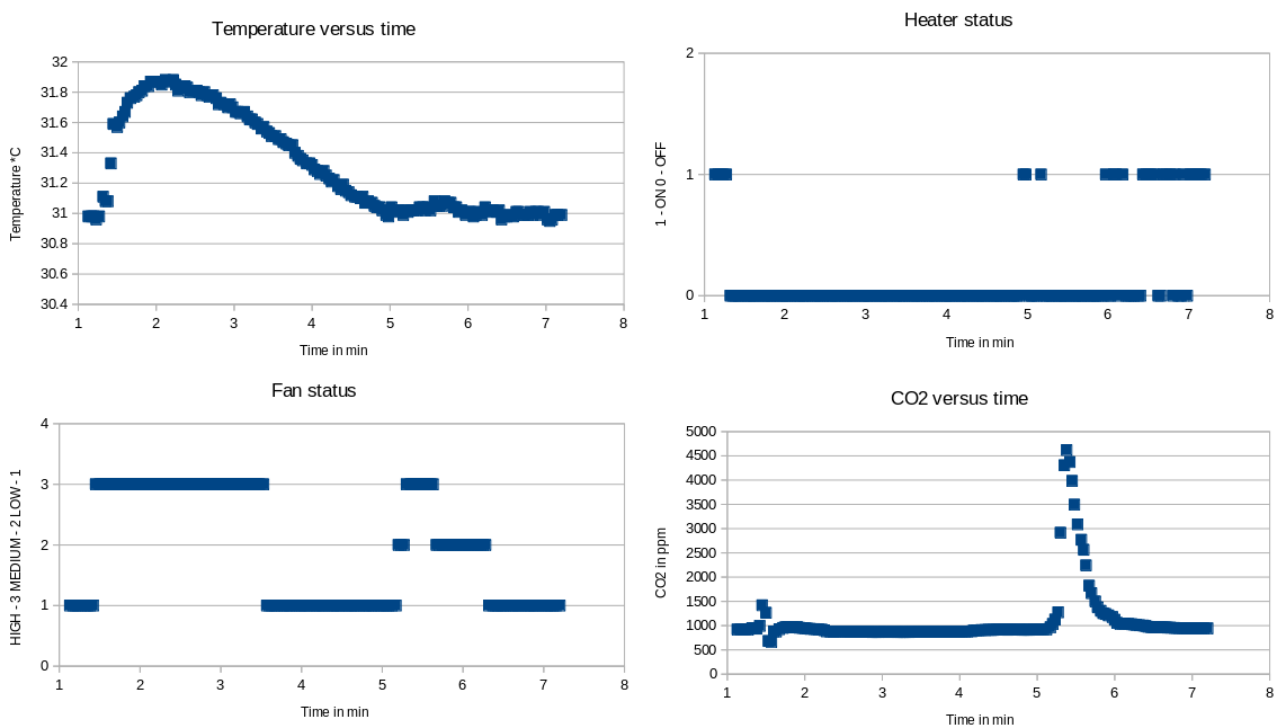 Temperature versus time
Temperature *C
32
31.8
31.6
31.4
31.2
31
30.8
30.6
30.4
1 2 3 4 5 6 7 8
Time in min
Heater status
1 - ON 0 - OFF
2
1
0
1 2 3 4 5 6 7 8
Time in min
Fan status
HIGH - 3 MEDIUM - 2 LOW - 1
4
3
2
1
0
1 2 3 4 5 6 7 8
Time in min
CO2 versus time
CO2 in ppm
5000
4500
4000
3500
3000
2500
2000
1500
1000
500
0
1 2 3 4 5 6 7 8
Time in min